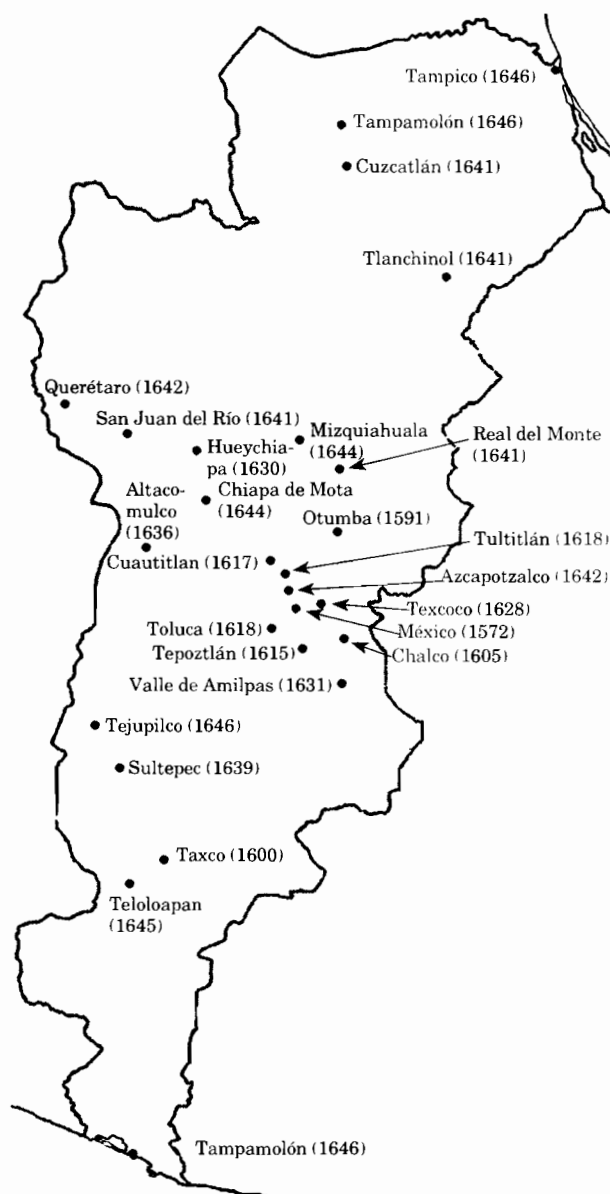 Tampico (1646)
Tampamolón (1646)
Cuzcatlán (1641)
Tlanchinol (1641)
Querétaro (1642)
San Juan del Río (1641)
Hueychia-
pa (1630)
Mizquiahuala
(1644)
Real del Monte
(1641)
Altaco-
mulco
(1636)
Chiapa de Mota
(1644)
Otumba (1591)
Tultitlán (1618)
Cuautitlan (1617)
Azcapotzalco (1642)
Texcoco (1628)
México (1572)
Chalco (1605)
Toluca (1618)
Tepoztlán (1615)
Valle de Amilpas (1631)
Tejupilco (1646)
Sultepec (1639)
Taxco (1600)
Teloloapan
(1645)
Tampamolón (1646)